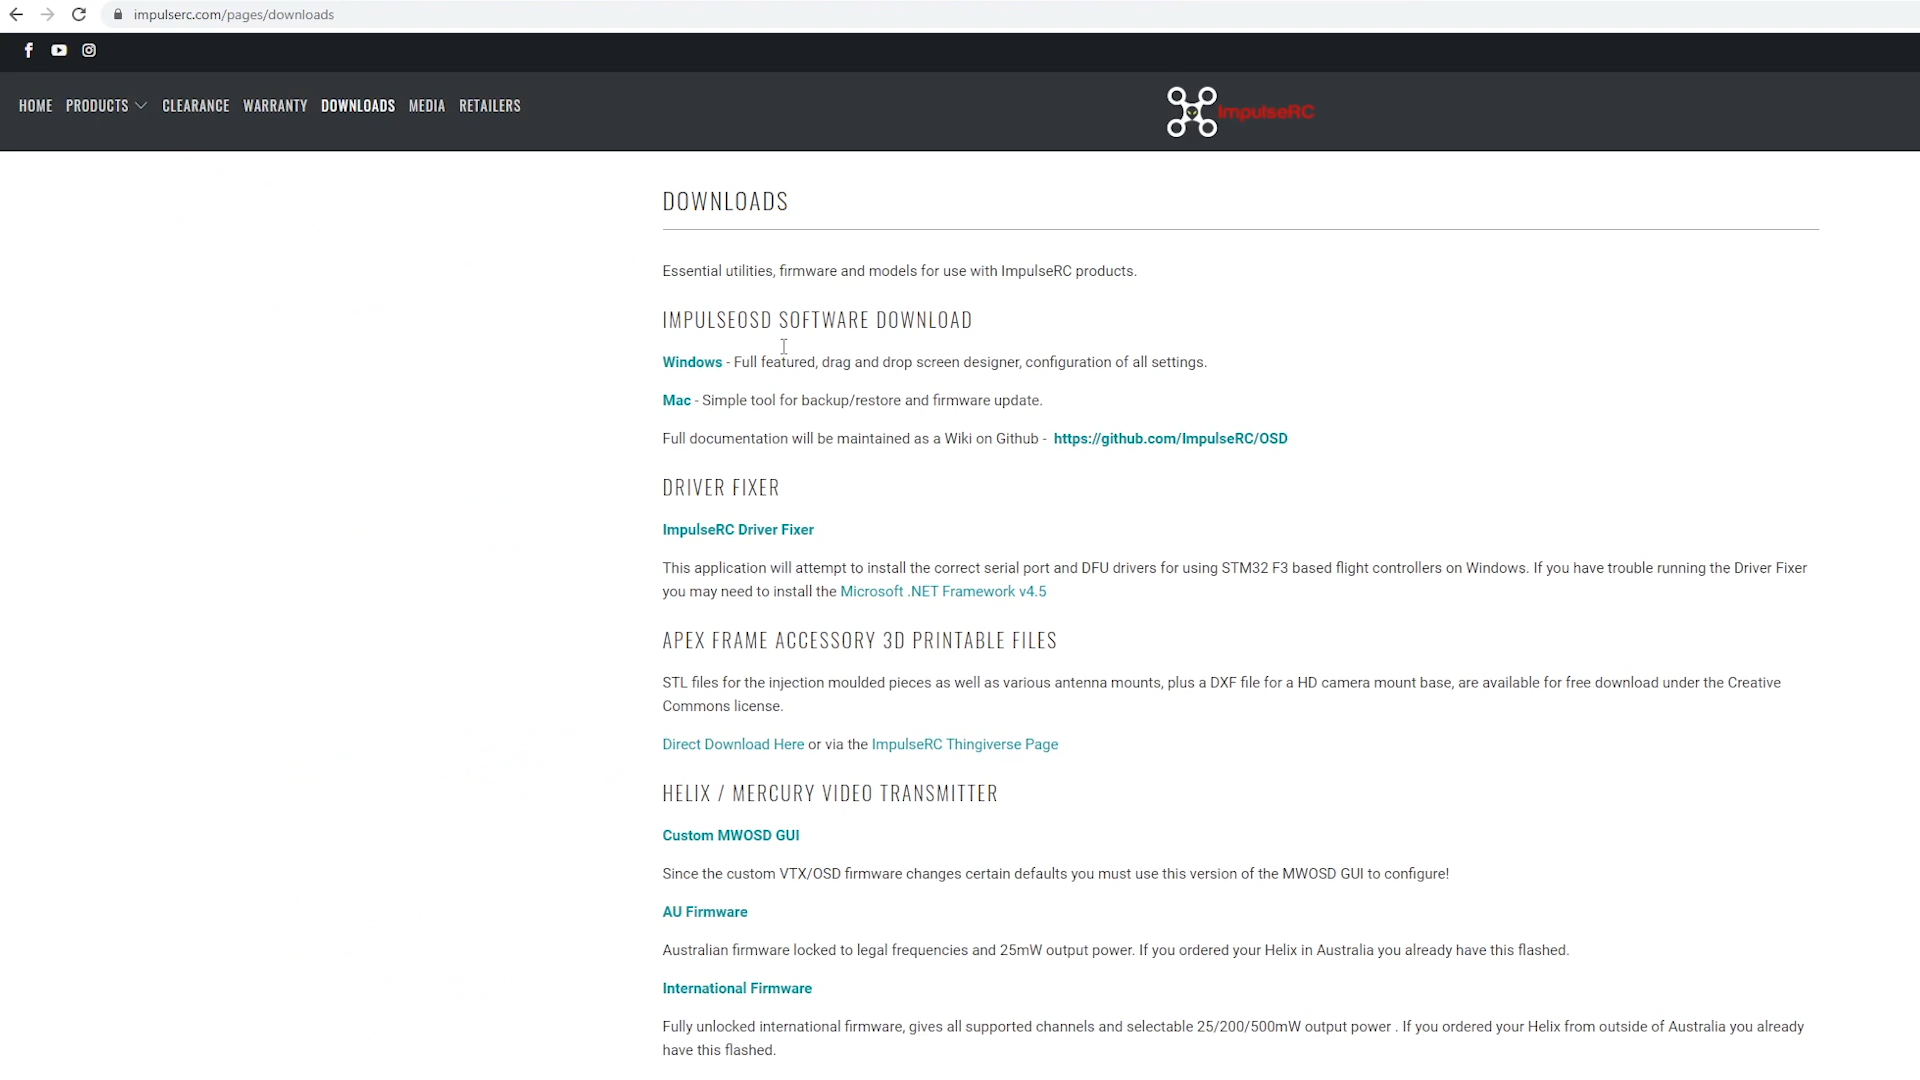 impulserc.com/pages/downloads
HOME PRODUCTS CLEARANCE WARRANTY DOWNLOADS MEDIA RETAILERS
ImpulseRC
DOWNLOADS
Essential utilities, firmware and models for use with ImpulseRC products.
IMPULSEOSD SOFTWARE DOWNLOAD
Windows - Full featured, drag and drop screen designer, configuration of all settings.
Mac - Simple tool for backup/restore and firmware update.
Full documentation will be maintained as a Wiki on Github - https://github.com/ImpulseRC/OSD
DRIVER FIXER
ImpulseRC Driver Fixer
This application will attempt to install the correct serial port and DFU drivers for using STM32 F3 based flight controllers on Windows. If you have trouble running the Driver Fixer
you may need to install the Microsoft .NET Framework v4.5
APEX FRAME ACCESSORY 3D PRINTABLE FILES
STL files for the injection moulded pieces as well as various antenna mounts, plus a DXF file for a HD camera mount base, are available for free download under the Creative
Commons license.
Direct Download Here or via the ImpulseRC Thingiverse Page
HELIX / MERCURY VIDEO TRANSMITTER
Custom MWOSD GUI
Since the custom VTX/OSD firmware changes certain defaults you must use this version of the MWOSD GUI to configure!
AU Firmware
Australian firmware locked to legal frequencies and 25mW output power. If you ordered your Helix in Australia you already have this flashed.
International Firmware
Fully unlocked international firmware, gives all supported channels and selectable 25/200/500mW output power . If you ordered your Helix from outside of Australia you already
have this flashed.